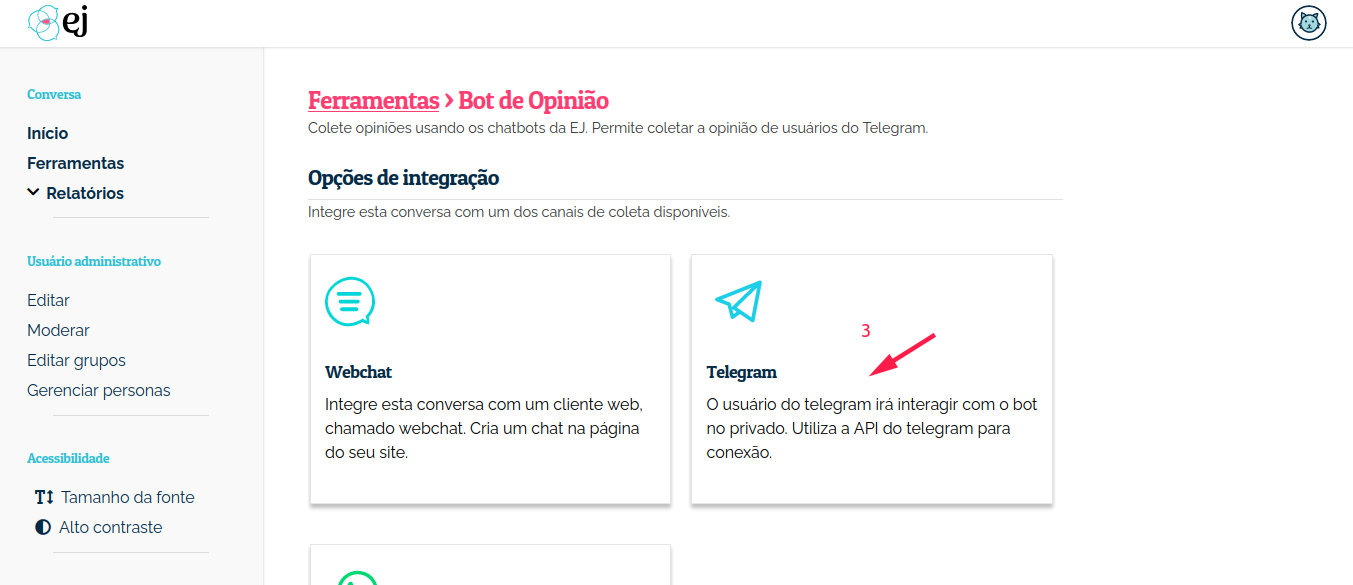 ej
Conversa
Início
Ferramentas
Relatórios
Usuário administrativo
Editar
Moderar
Editar grupos
Gerenciar personas
Acessibilidade
Tamanho da fonte
Alto contraste
Ferramentas > Bot de Opinião
Colete opiniões usando os chatbots da EJ. Permite coletar a opinião de usuários do Telegram.
Opções de integração
Integre esta conversa com um dos canais de coleta disponíveis.
Webchat
Integre esta conversa com um cliente web,
chamado webchat. Cria um chat na página
do seu site.
3
Telegram
O usuário do telegram irá interagir com o bot
no privado. Utiliza a API do telegram para
conexão.